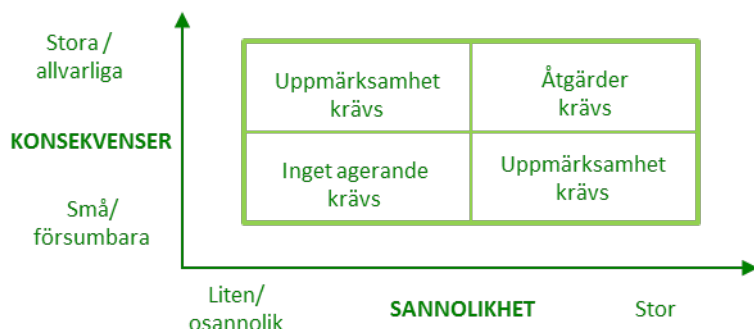 Stora /
allvarliga
Uppmärksamhet
krävs
Åtgärder
krävs
KONSEKVENSER
Inget agerande
krävs
Uppmärksamhet
krävs
Små/
försumbara
Liten/
osannolik
SANNOLIKHET
Stor